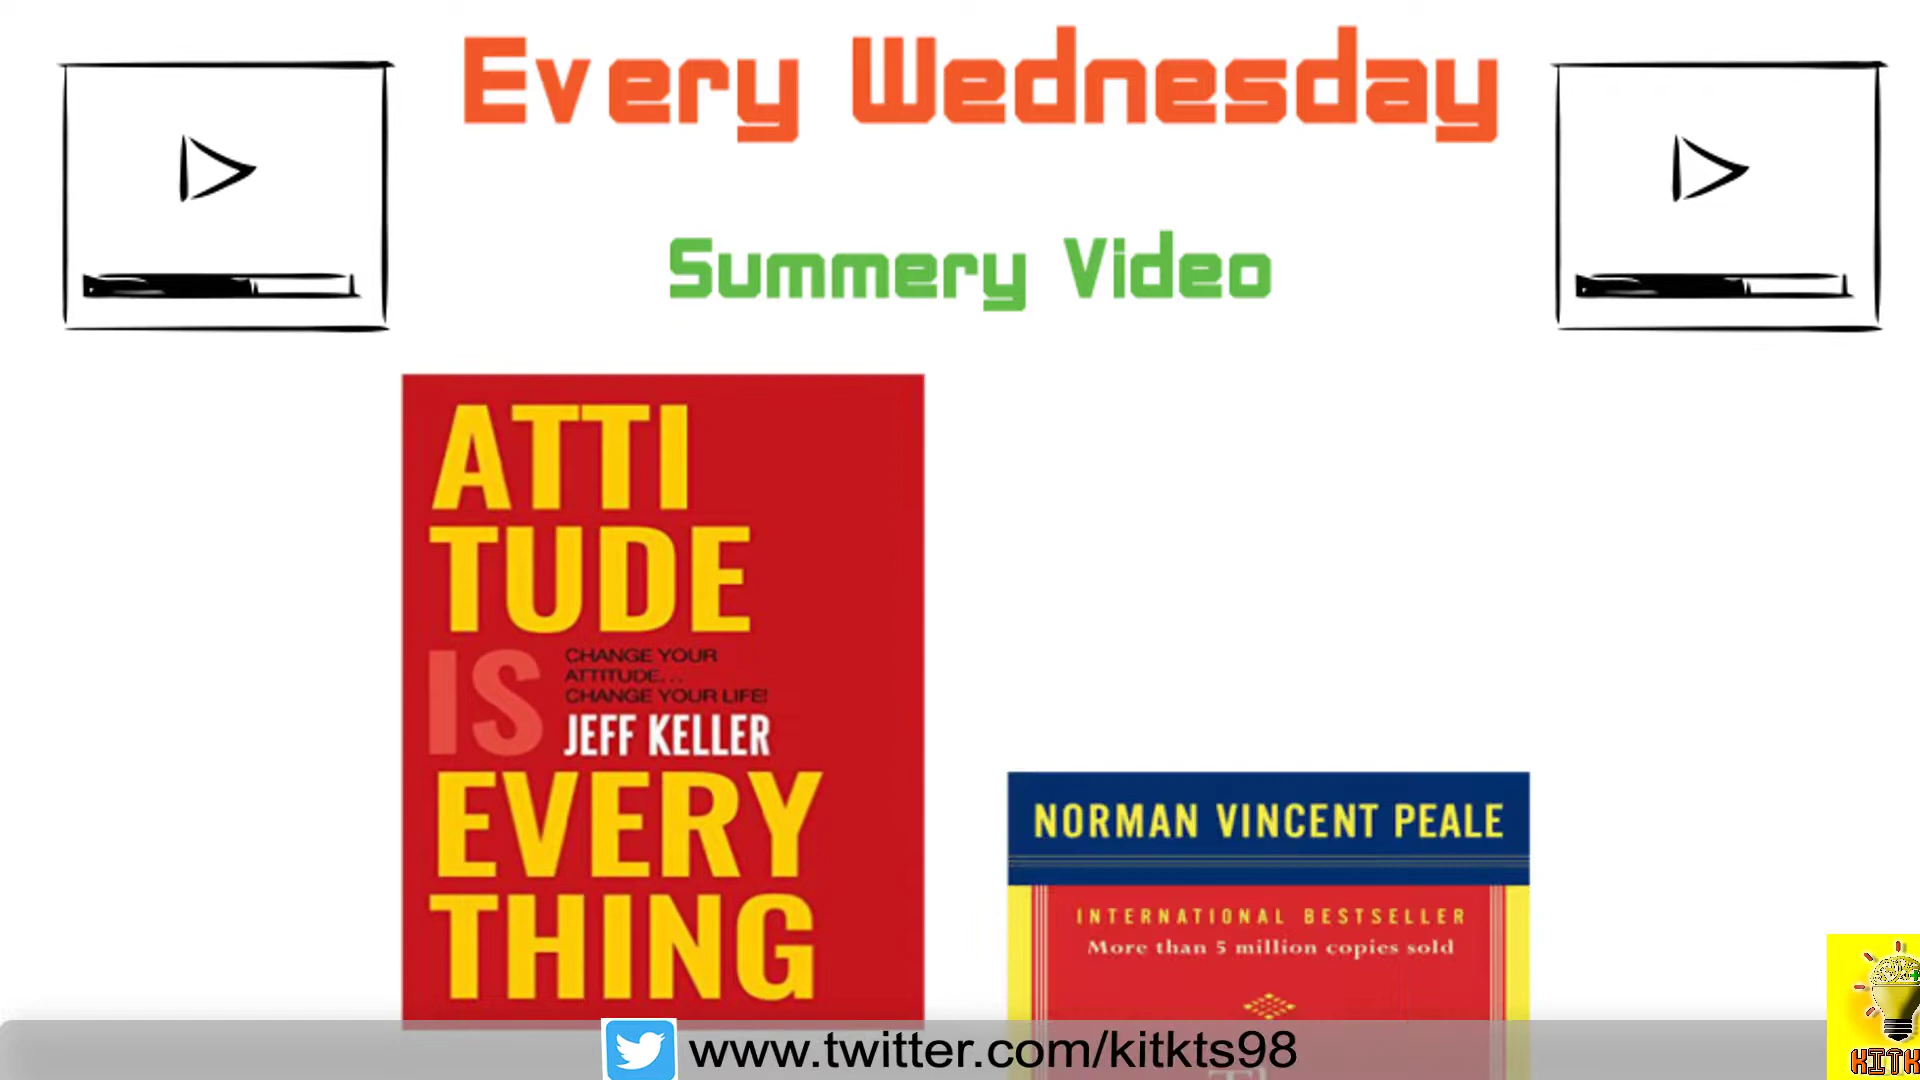 Every Wednesday
Summery Video
ATTI
TUDE
IS
CHANGE YOUR
ATTITUDE...
CHANGE YOUR LIFE!
JEFF KELLER
EVERY
THING
NORMAN VINCENT PEALE
INTERNATIONAL BESTSELLER
More than 5 million copies sold
www.twitter.com/kitkts98
KITK